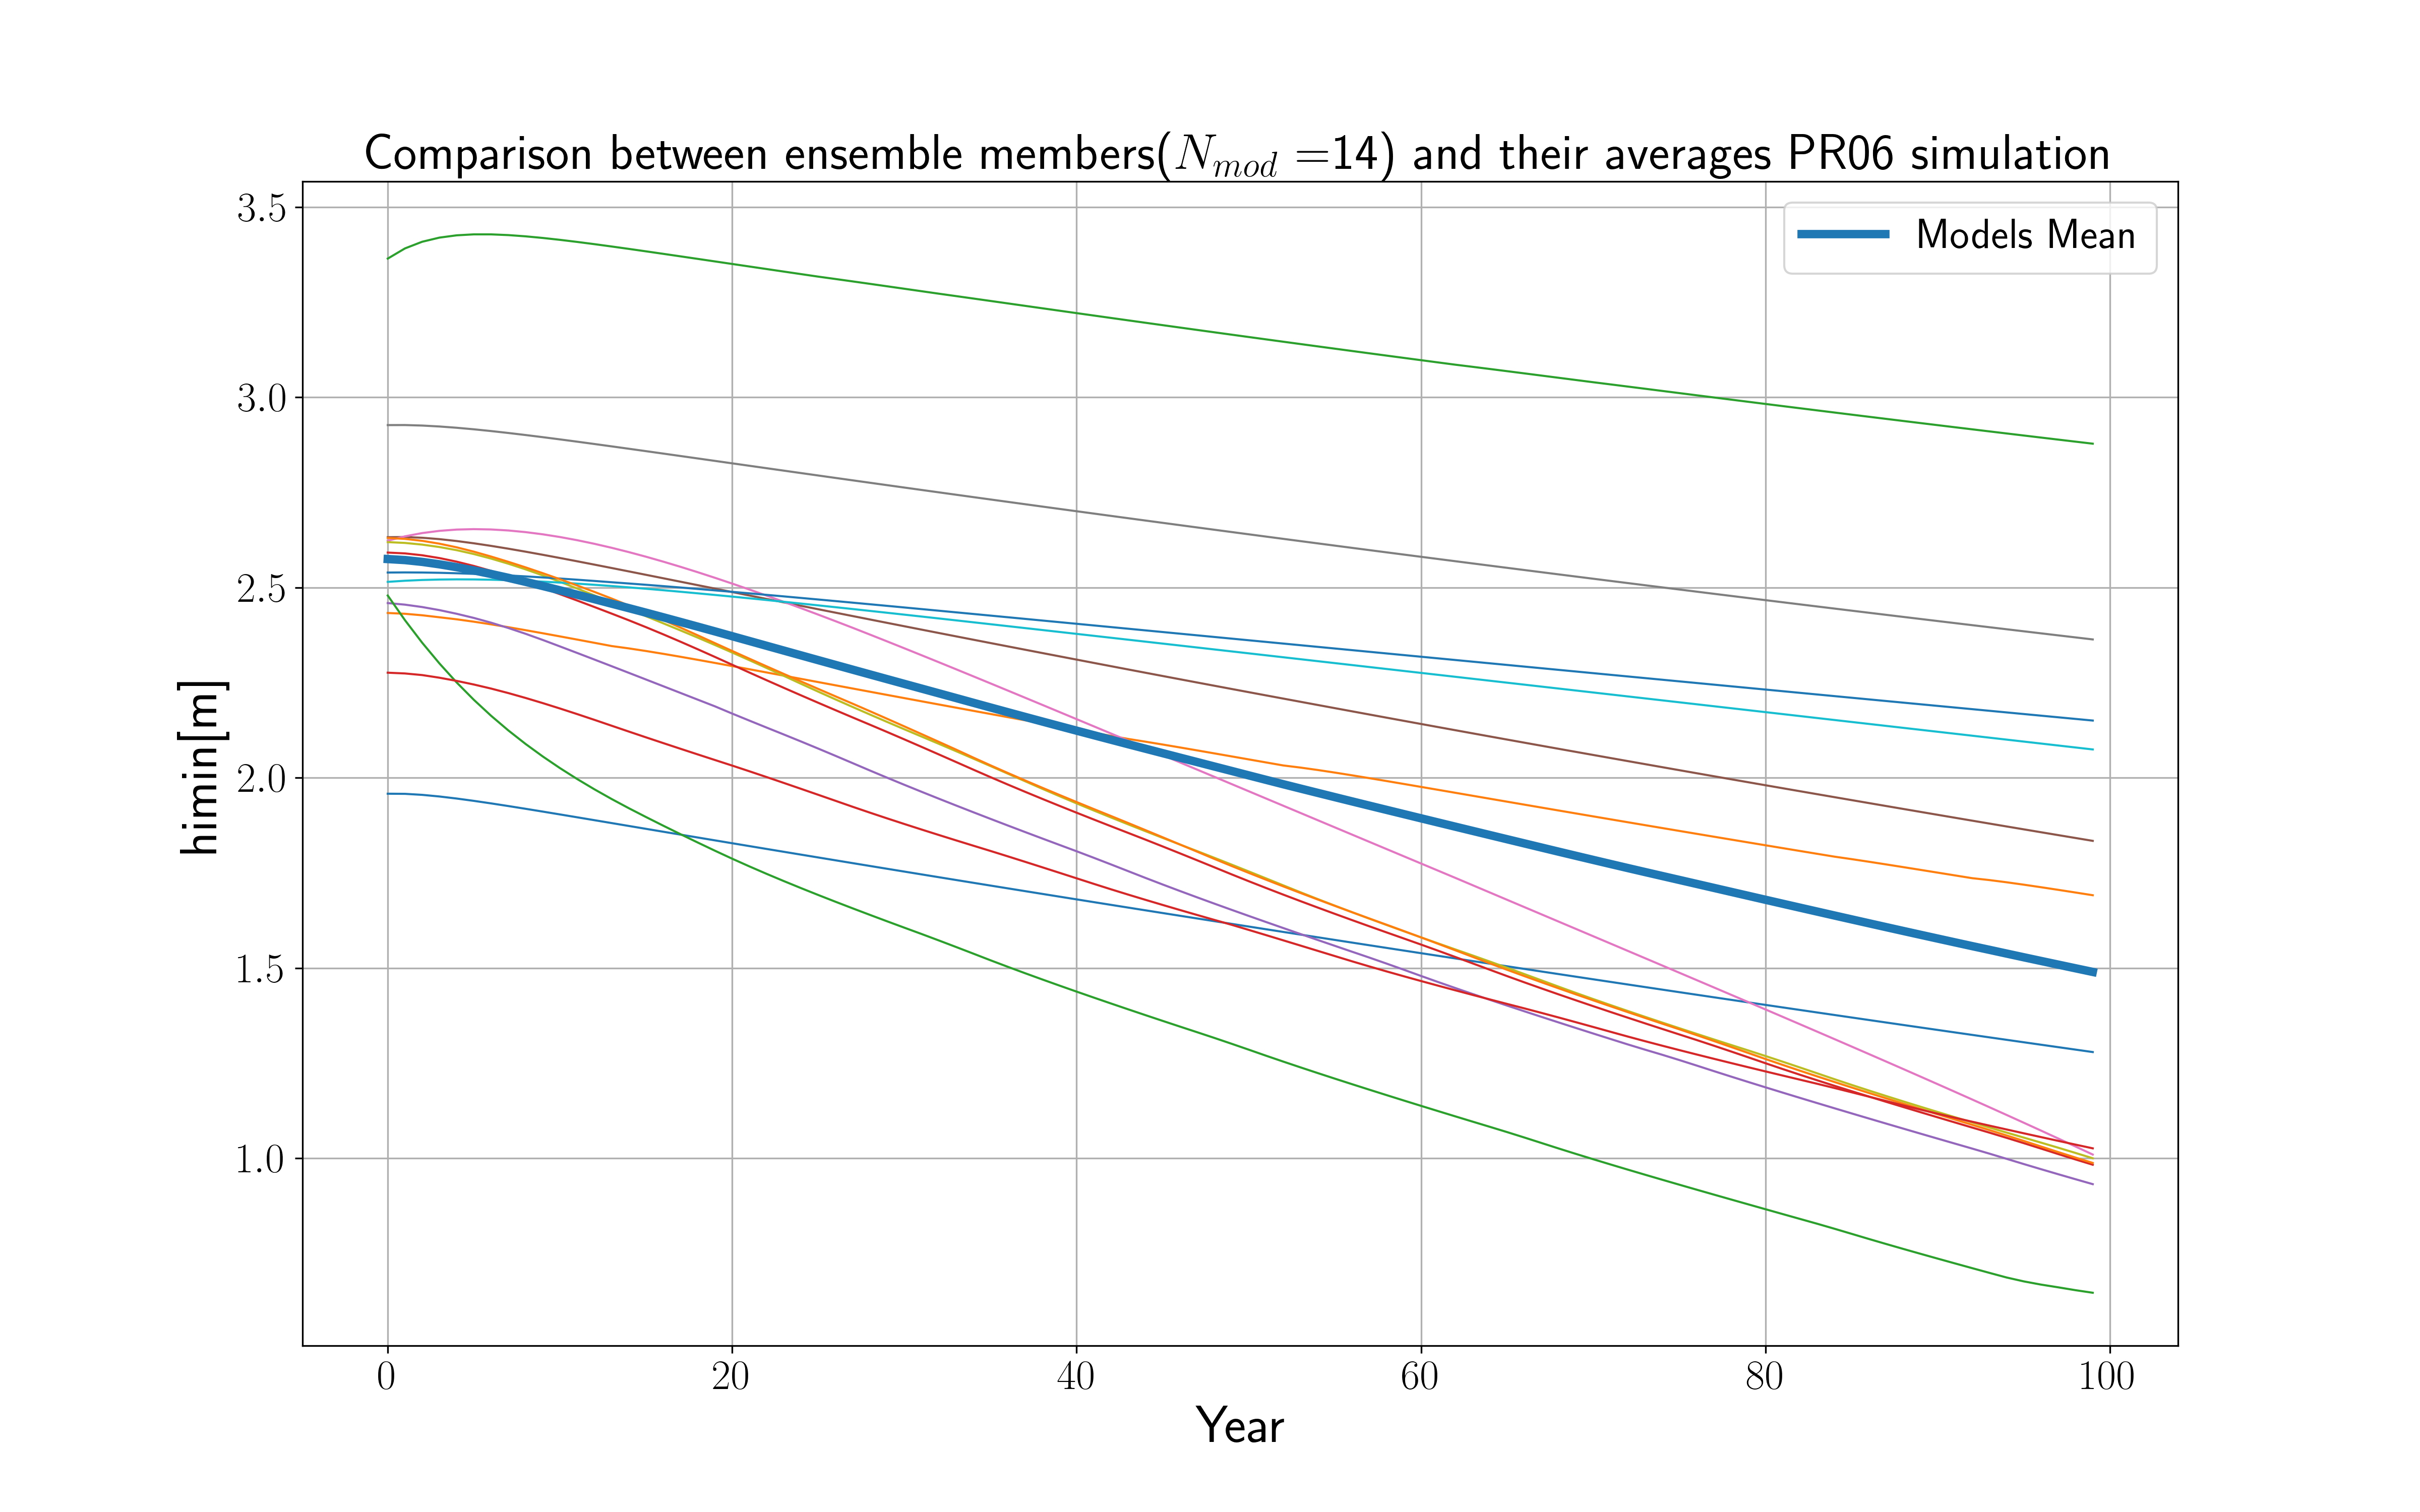 Comparison between ensemble members(N_mod =14) and their averages PR06 simulation
Models Mean
3.5
3.0
2.5
2.0
1.5
1.0
himin[m]
0 20 40 60 80 100
Year